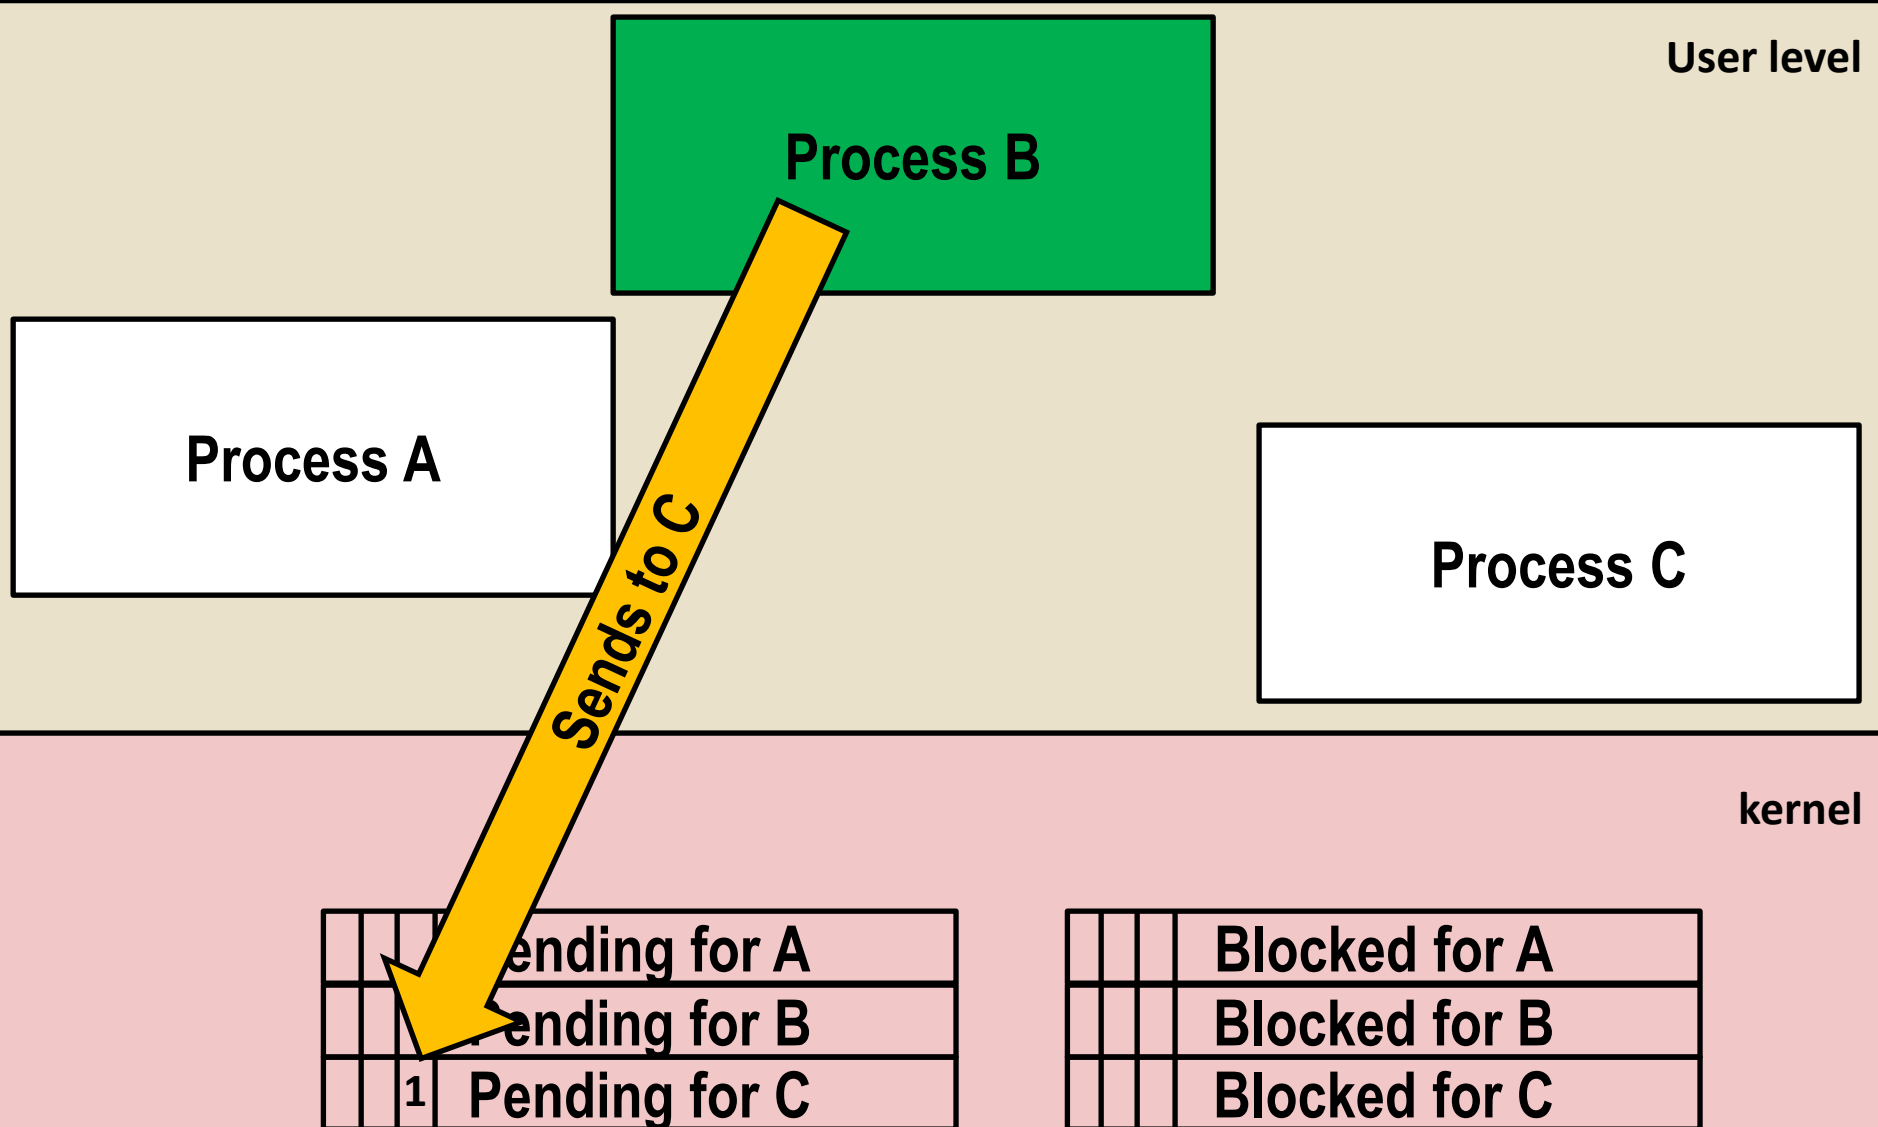 User level
Process B
Process A
Process C
Sends to C
kernel
ending for A
Pending for B
1 Pending for C
Blocked for A
Blocked for B
Blocked for C